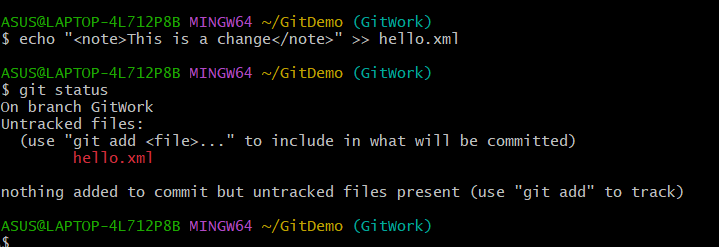 ASUS@LAPTOP-4L712P8B MINGW64 ~/GitDemo (GitWork)
$ echo "<note>This is a change</note>" >> hello.xml
ASUS@LAPTOP-4L712P8B MINGW64 ~/GitDemo (GitWork)
$ git status
On branch GitWork
Untracked files:
  (use "git add <file>..." to include in what will be committed)
        hello.xml
nothing added to commit but untracked files present (use "git add" to track)
ASUS@LAPTOP-4L712P8B MINGW64 ~/GitDemo (GitWork)
$